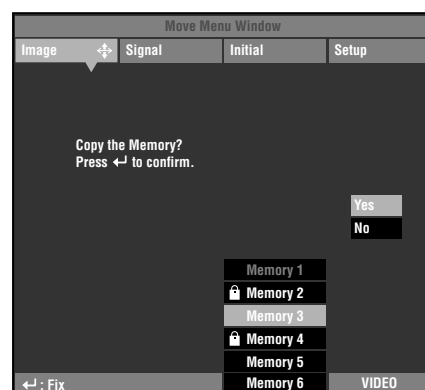 Move Menu Window
Image Signal Initial Setup
Copy the Memory?
Press ↵ to confirm.
Yes
No
Memory 1
Memory 2
Memory 3
Memory 4
Memory 5
Memory 6
↵ : Fix VIDEO